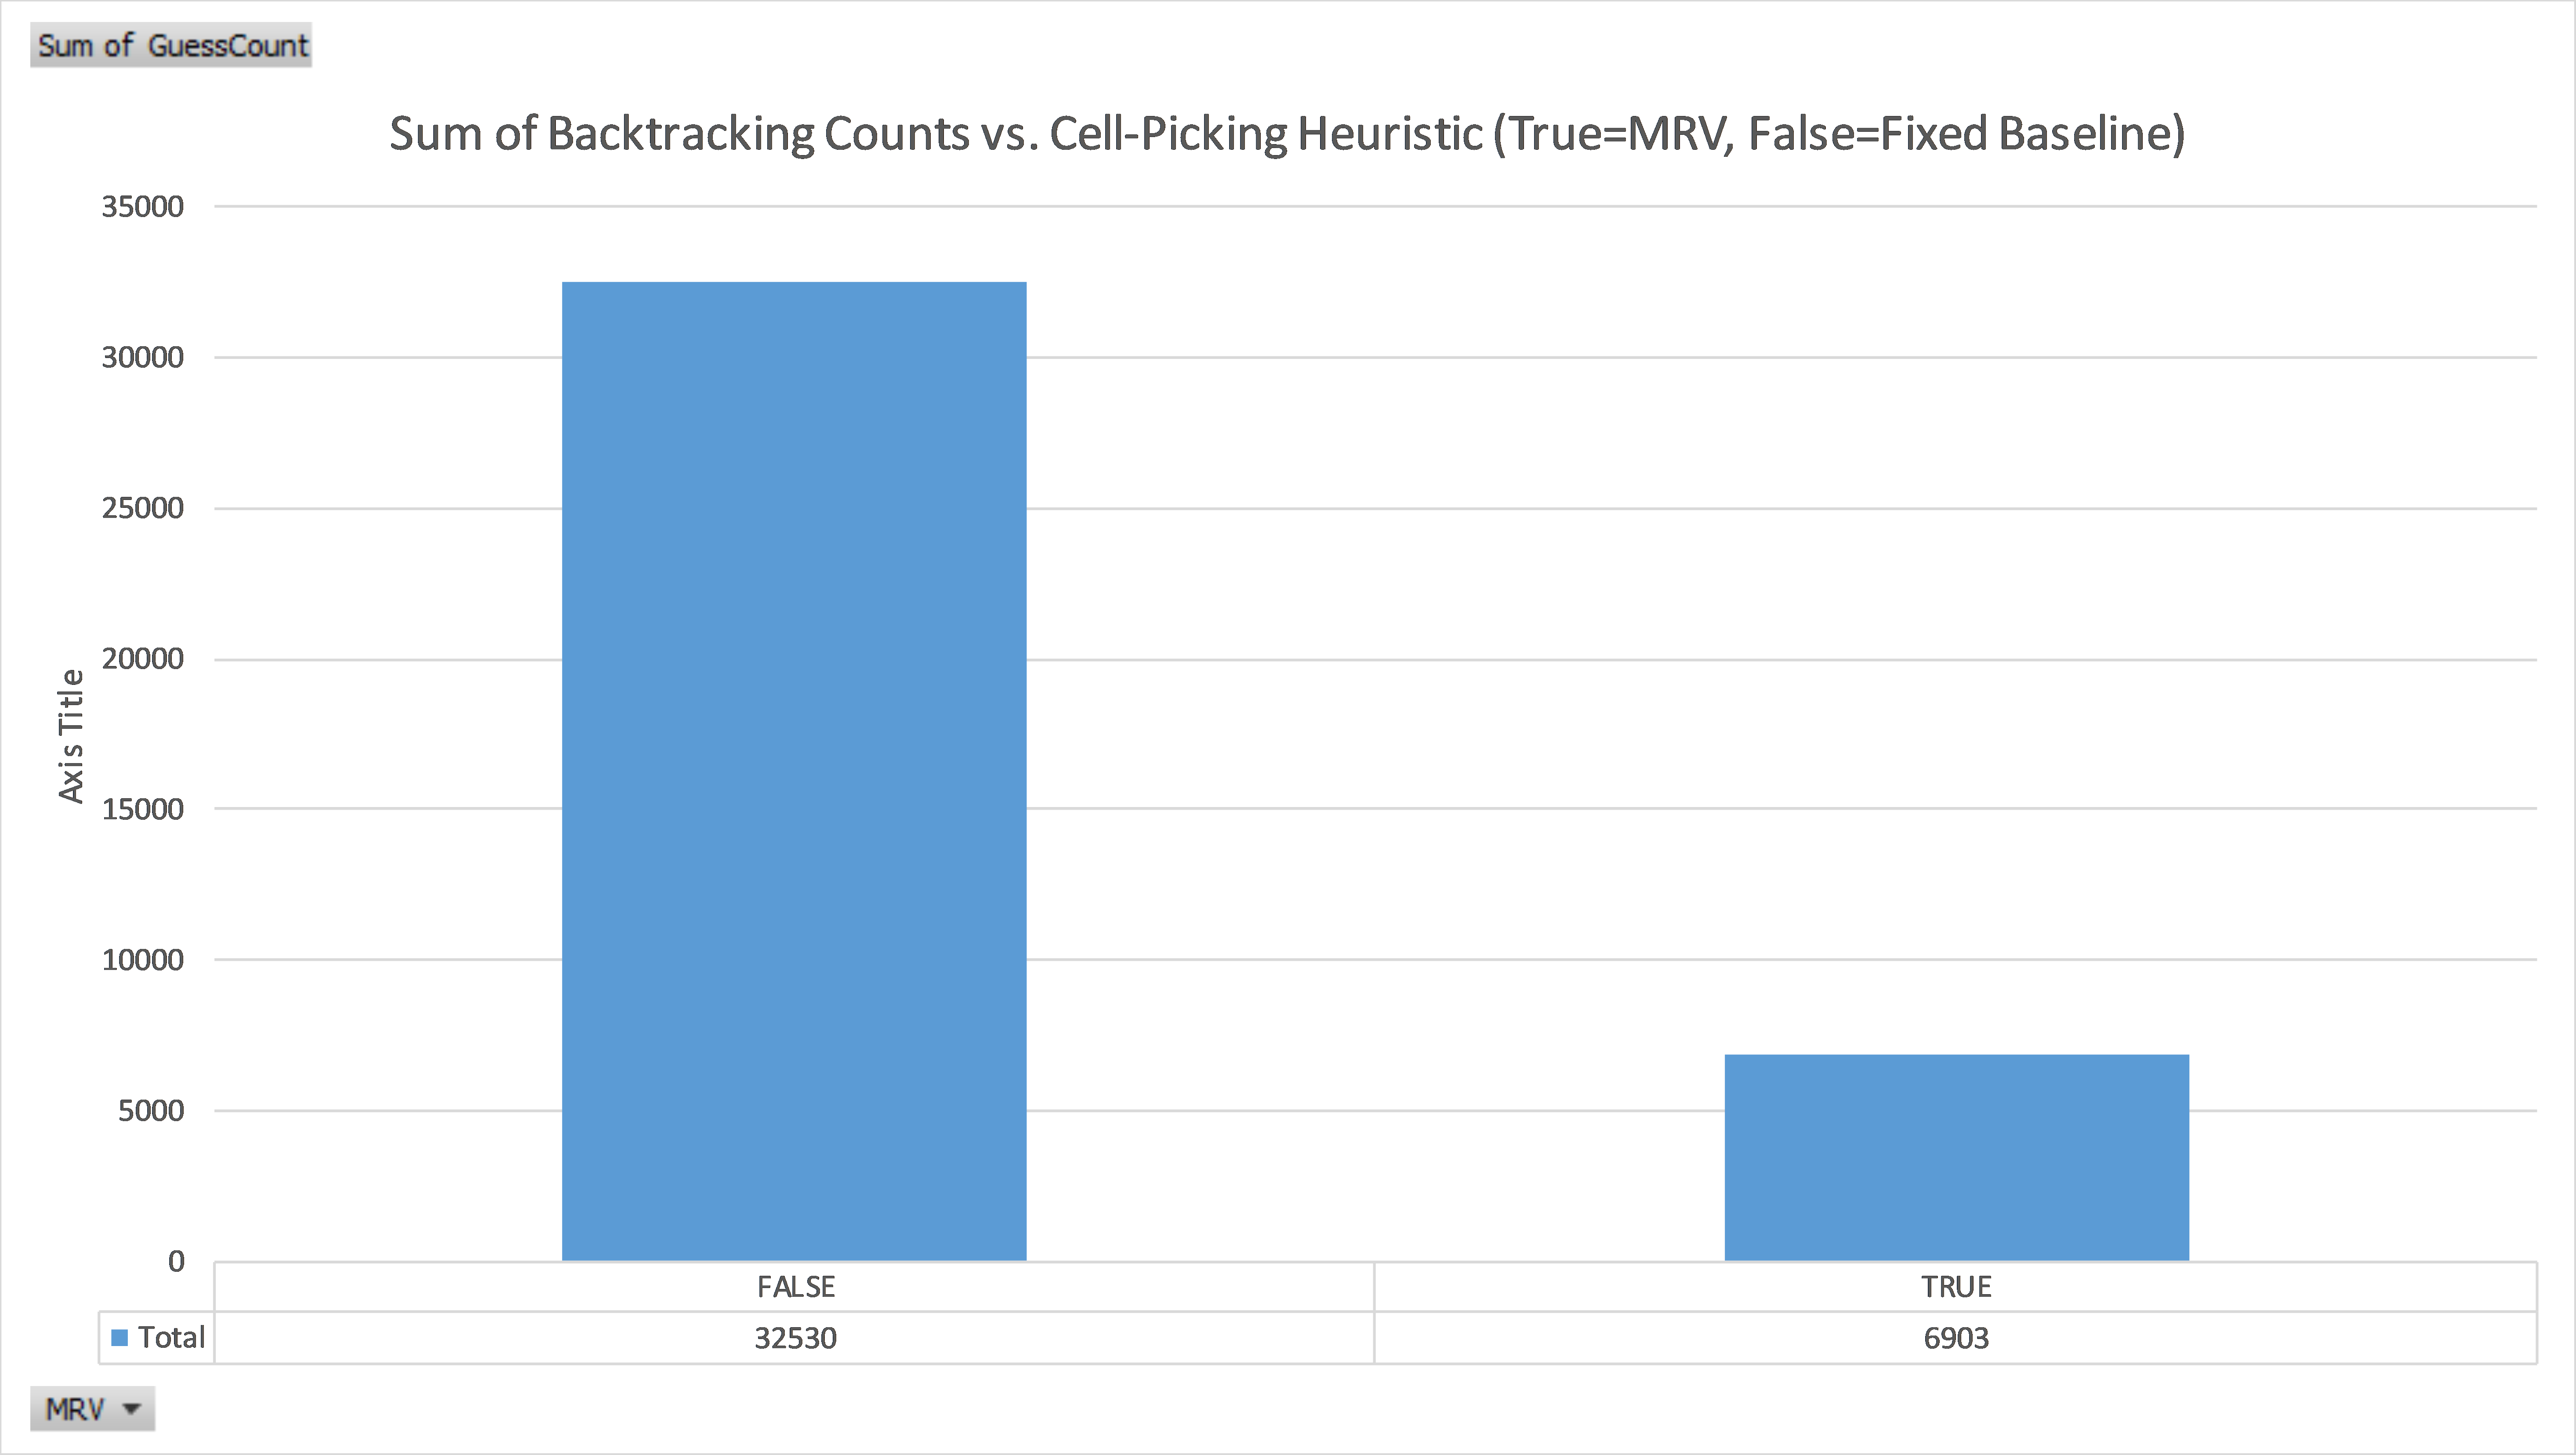 Sum of GuessCount
Sum of Backtracking Counts vs. Cell-Picking Heuristic (True=MRV, False=Fixed Baseline)
35000
30000
25000
20000
15000
10000
5000
0
Axis Title
FALSE TRUE
Total 32530 6903
MRV